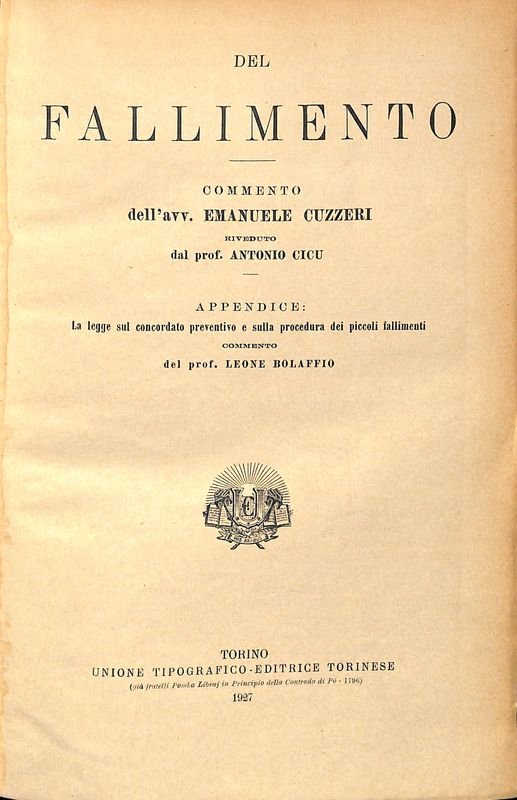 DEL
FALLIMENTO
COMMENTO
dell'avv. EMANUELE CUZZERI
RIVEDUTO
dal prof. ANTONIO CICU
APPENDICE:
La legge sul concordato preventivo e sulla procedura dei piccoli fallimenti
COMMENTO
del prof. LEONE BOLAFFIO
TORINO
UNIONE TIPOGRAFICO-EDITRICE TORINESE
(già fratelli Pomba Libraj in Principio della Contrada di Pò - 1796)
1927